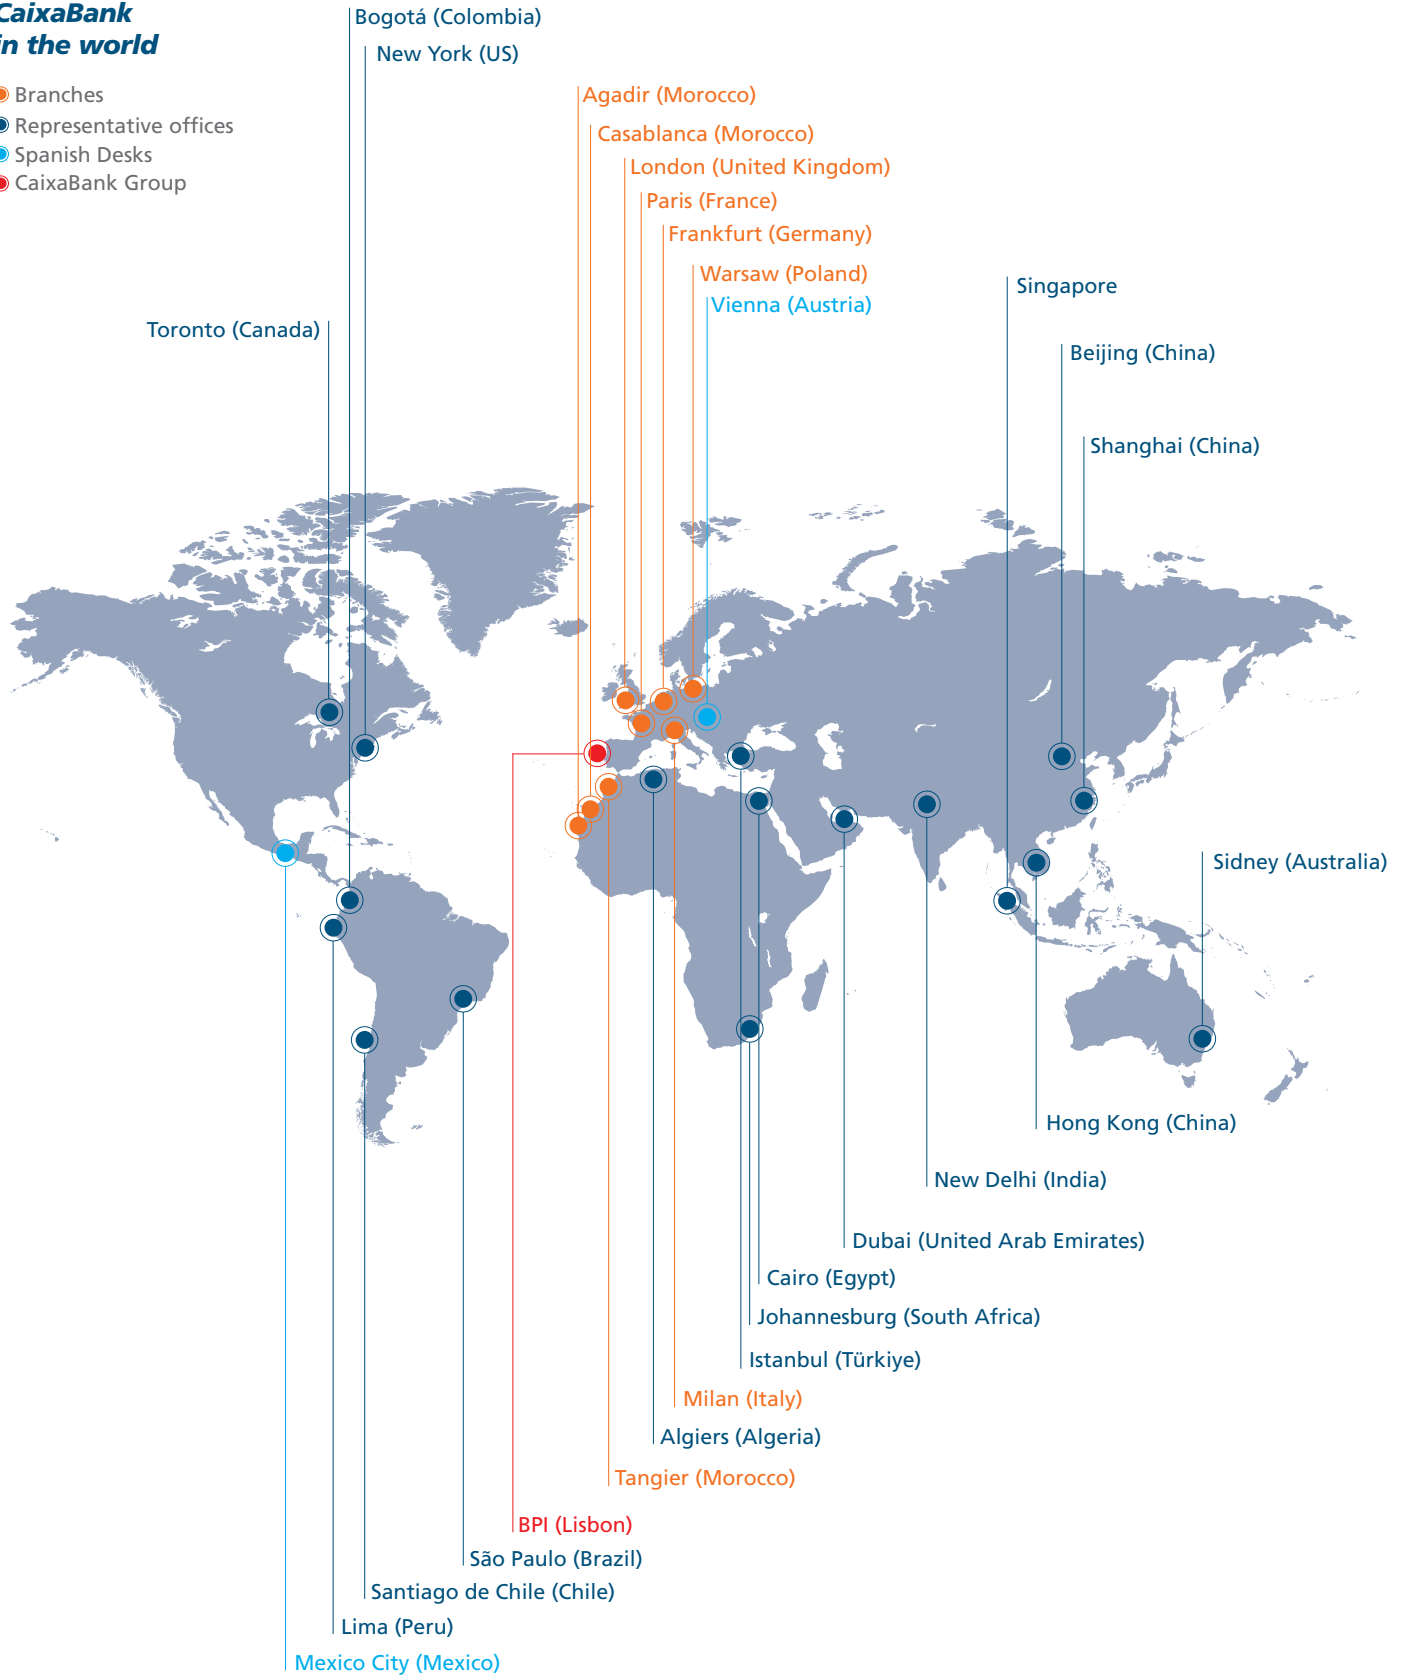 CaixaBank
in the world
Branches
Representative offices
Spanish Desks
CaixaBank Group
Bogotá (Colombia)
New York (US)
Agadir (Morocco)
Casablanca (Morocco)
London (United Kingdom)
Paris (France)
Frankfurt (Germany)
Warsaw (Poland)
Vienna (Austria)
Singapore
Toronto (Canada)
Beijing (China)
Shanghai (China)
Sidney (Australia)
Hong Kong (China)
New Delhi (India)
Dubai (United Arab Emirates)
Cairo (Egypt)
Johannesburg (South Africa)
Istanbul (Türkiye)
Milan (Italy)
Algiers (Algeria)
Tangier (Morocco)
BPI (Lisbon)
São Paulo (Brazil)
Santiago de Chile (Chile)
Lima (Peru)
Mexico City (Mexico)